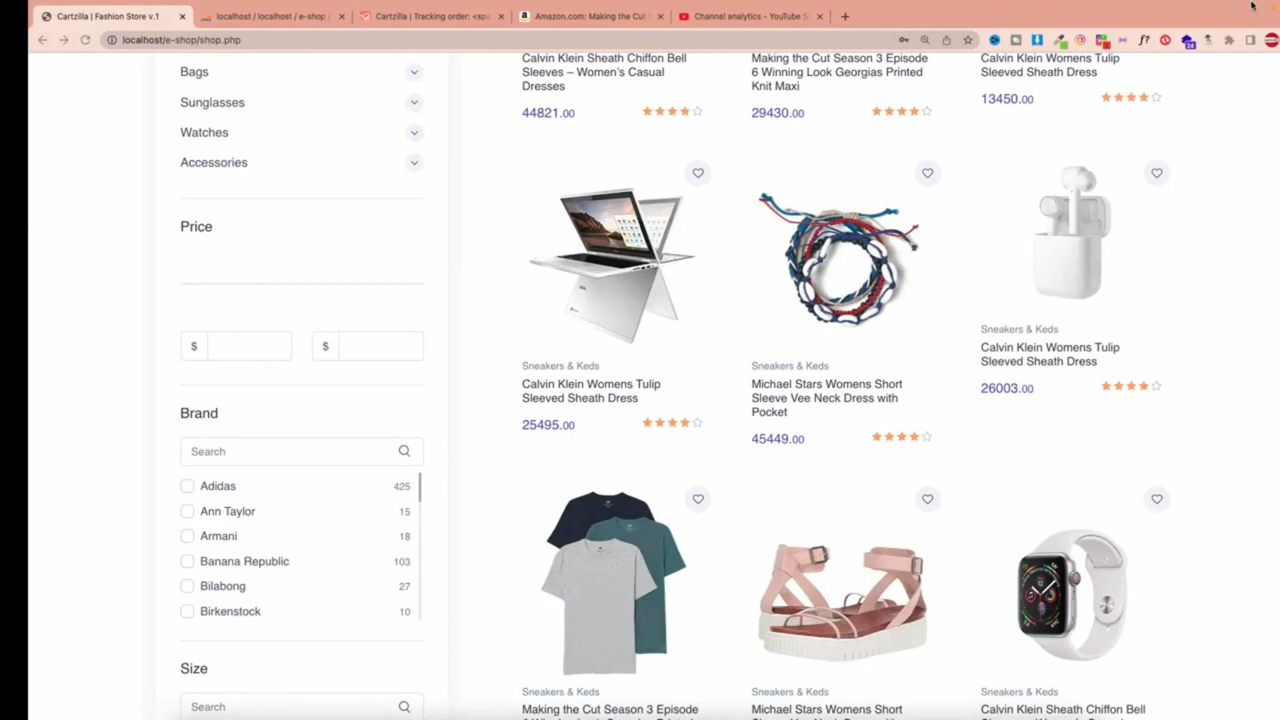 Cartzilla | Fashion Store v.1
localhost / localhost / e-shop
Cartzilla | Tracking order: <spa
Amazon.com: Making the Cut
Channel analytics - YouTube S
localhost/e-shop/shop.php
Bags
Sunglasses
Watches
Accessories
Price
$
$
Brand
Search
Adidas 425
Ann Taylor 15
Armani 18
Banana Republic 103
Bilabong 27
Birkenstock 10
Size
Search
Calvin Klein Sheath Chiffon Bell
Sleeves – Women's Casual
Dresses
44821.00
Making the Cut Season 3 Episode
6 Winning Look Georgias Printed
Knit Maxi
29430.00
Calvin Klein Womens Tulip
Sleeved Sheath Dress
13450.00
Sneakers & Keds
Calvin Klein Womens Tulip
Sleeved Sheath Dress
25495.00
Sneakers & Keds
Michael Stars Womens Short
Sleeve Vee Neck Dress with
Pocket
45449.00
Sneakers & Keds
Calvin Klein Womens Tulip
Sleeved Sheath Dress
26003.00
Sneakers & Keds
Making the Cut Season 3 Episode
Sneakers & Keds
Michael Stars Womens Short
Sneakers & Keds
Calvin Klein Sheath Chiffon Bell